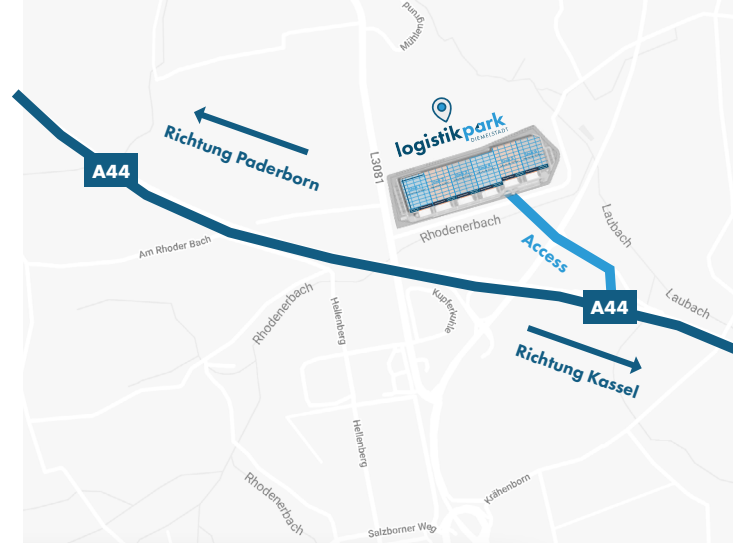 Mühlengrund
logistikpark
DIEMELSTADT
L3081
Richtung Paderborn
A44
Rhodenerbach
Laubach
Am Rhoder Bach
Access
Rhodenerbach
Hellenberg
Kupferkuhle
A44
Laubach
Richtung Kassel
Hellenberg
Rhodenerbach
Krähenborn
Salzborner Weg